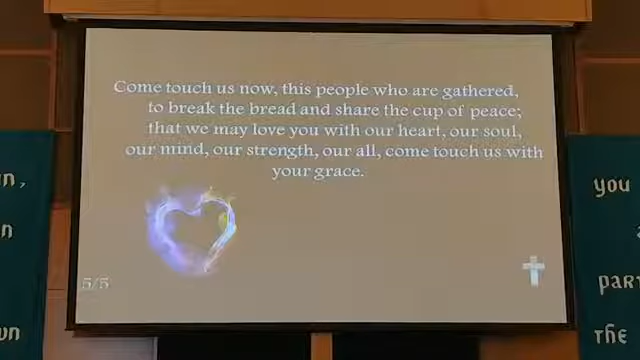 Come touch us now, this people who are gathered,
to break the bread and share the cup of peace;
that we may love you with our heart, our soul,
our mind, our strength, our all, come touch us with
your grace.
5/5
you
part
the